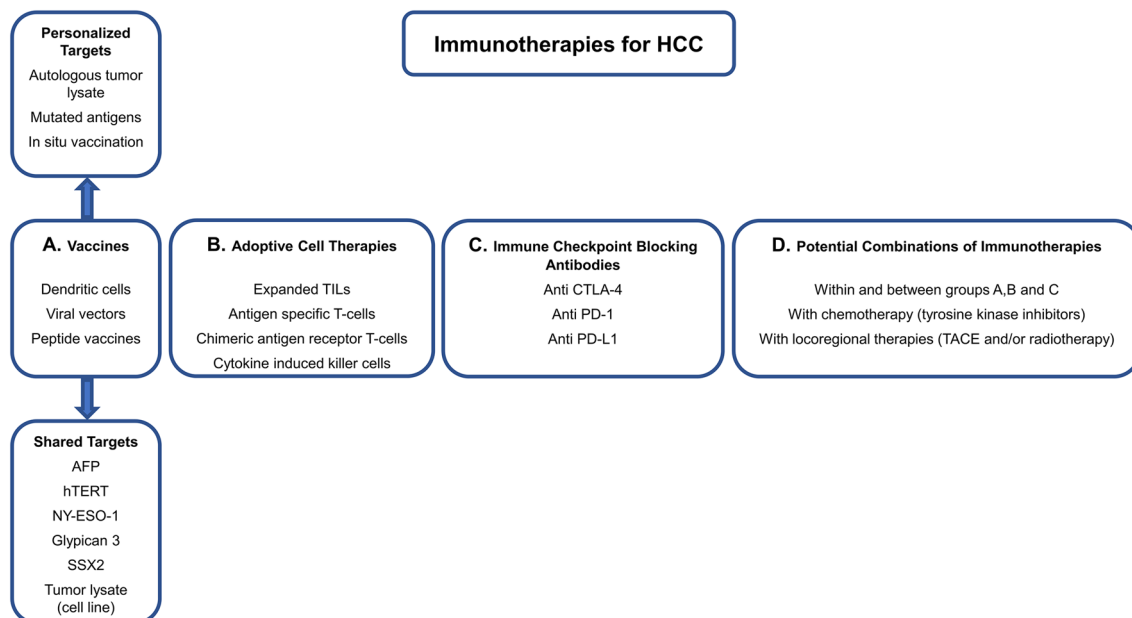 Immunotherapies for HCC
Personalized
Targets
Autologous tumor
lysate
Mutated antigens
In situ vaccination
A. Vaccines
Dendritic cells
Viral vectors
Peptide vaccines
B. Adoptive Cell Therapies
Expanded TILs
Antigen specific T-cells
Chimeric antigen receptor T-cells
Cytokine induced killer cells
C. Immune Checkpoint Blocking
Antibodies
Anti CTLA-4
Anti PD-1
Anti PD-L1
D. Potential Combinations of Immunotherapies
Within and between groups A,B and C
With chemotherapy (tyrosine kinase inhibitors)
With locoregional therapies (TACE and/or radiotherapy)
Shared Targets
AFP
hTERT
NY-ESO-1
Glypican 3
SSX2
Tumor lysate
(cell line)